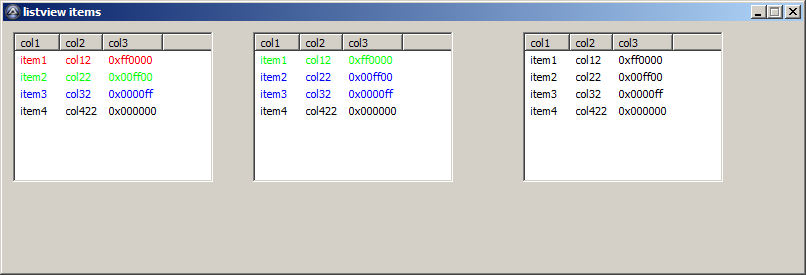 listview items
col1 col2 col3 col1 col2 col3 col1 col2 col3
item1 col12 0xff0000 item1 col12 0xff0000 item1 col12 0xff0000
item2 col22 0x00ff00 item2 col22 0x00ff00 item2 col22 0x00ff00
item3 col32 0x0000ff item3 col32 0x0000ff item3 col32 0x0000ff
item4 col422 0x000000 item4 col422 0x000000 item4 col422 0x000000